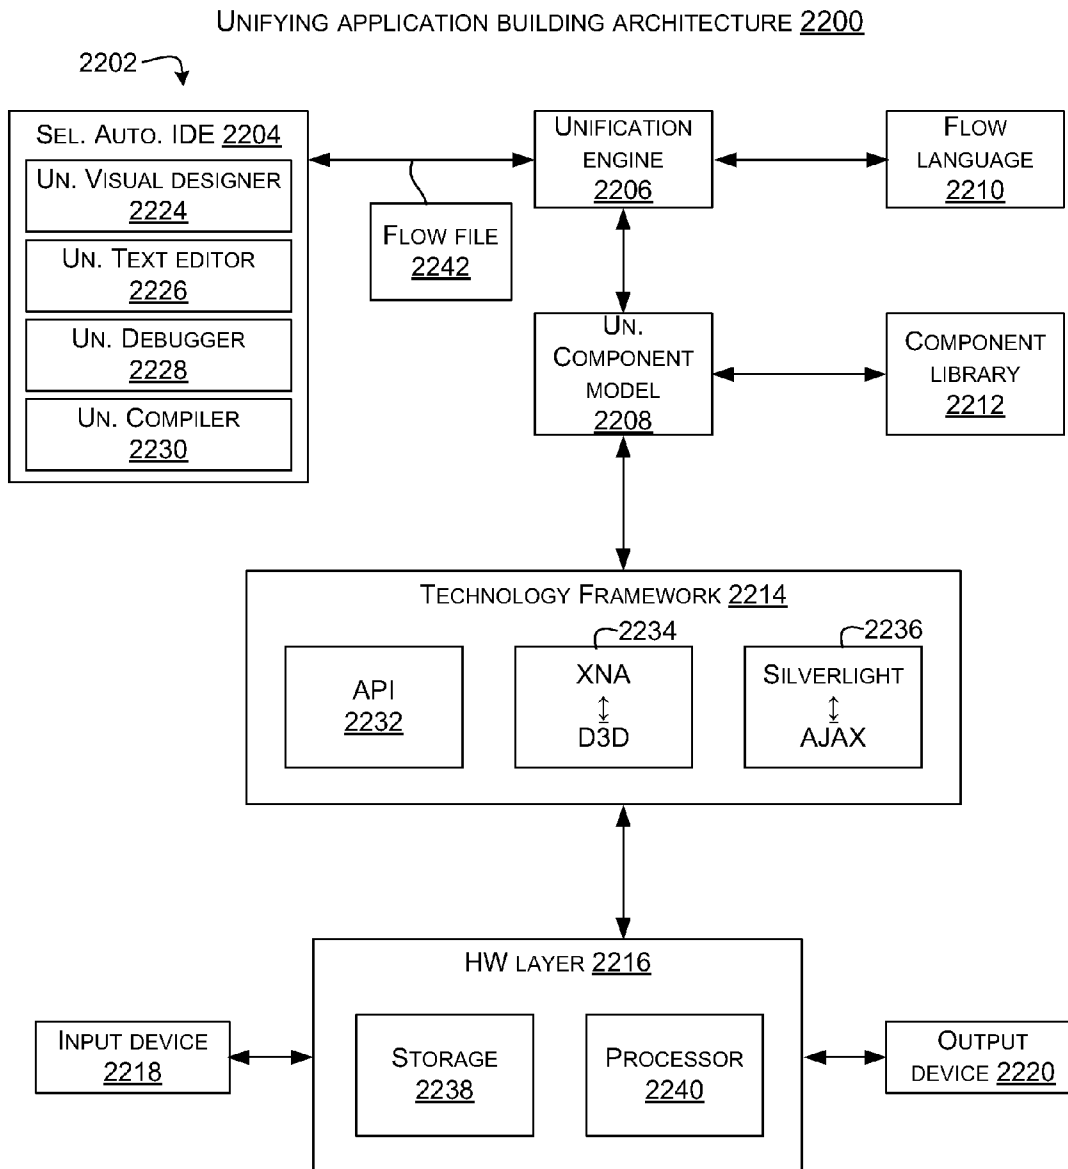 UNIFYING APPLICATION BUILDING ARCHITECTURE 2200
2202
SEL. AUTO. IDE 2204
UN. VISUAL DESIGNER
2224
UN. TEXT EDITOR
2226
UN. DEBUGGER
2228
UN. COMPILER
2230
FLOW FILE
2242
UNIFICATION
ENGINE
2206
FLOW
LANGUAGE
2210
UN.
COMPONENT
MODEL
2208
COMPONENT
LIBRARY
2212
TECHNOLOGY FRAMEWORK 2214
API
2232
2234
XNA
D3D
2236
SILVERLIGHT
AJAX
HW LAYER 2216
INPUT DEVICE
2218
STORAGE
2238
PROCESSOR
2240
OUTPUT
DEVICE 2220